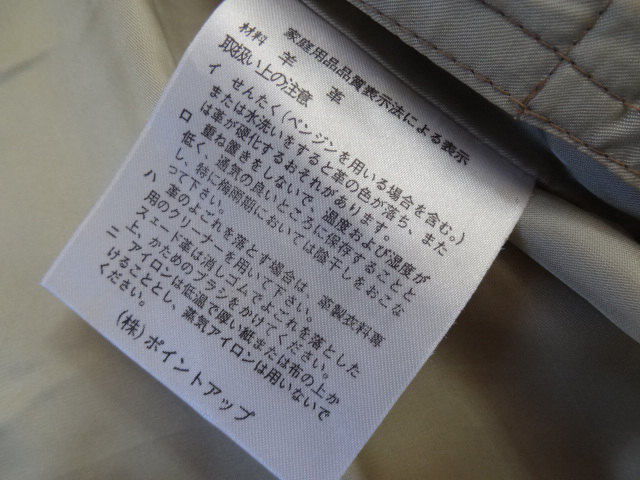 家庭用品品質表示法による表示
材料 羊 革
取扱い上の注意
イ せんたく(ベンジンを用いる場合を含む。)
または水洗いをすると革の色が落ち、また
は革が硬化するおそれがあります。
ロ 重ね置きをしないで、温度および湿度が
低く、通気の良いところに保存することと
し、特に梅雨期においては陰干しをおこな
って下さい。
ハ 革のよごれを落とす場合は、革製衣料専
用のクリーナーを用いて下さい。
スエード革は消しゴムでよごれを落とした
上、かためのブラシをかけてください。
ニ アイロンは低温で厚い紙または布の上か
けることとし、蒸気アイロンは用いないで
ください。
(株)ポイントアップ